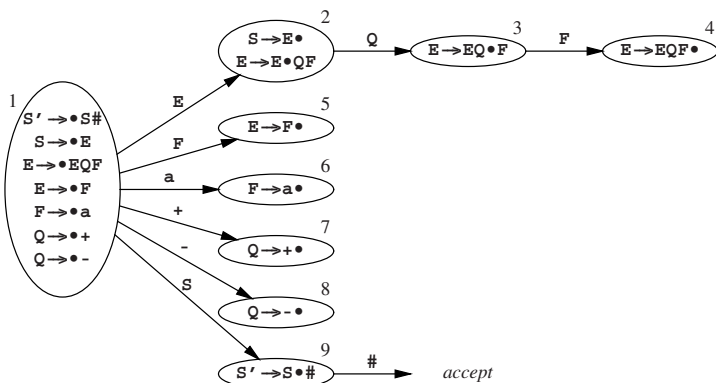 1
S'→•S#
S→•E
E→•EQF
E→•F
F→•a
Q→•+
Q→•-
E
F
a
+
-
S
2
S→E•
E→E•QF
Q
3
E→EQ•F
F
4
E→EQF•
5
E→F•
6
F→a•
7
Q→+•
8
Q→-•
9
S'→S•#
#
accept